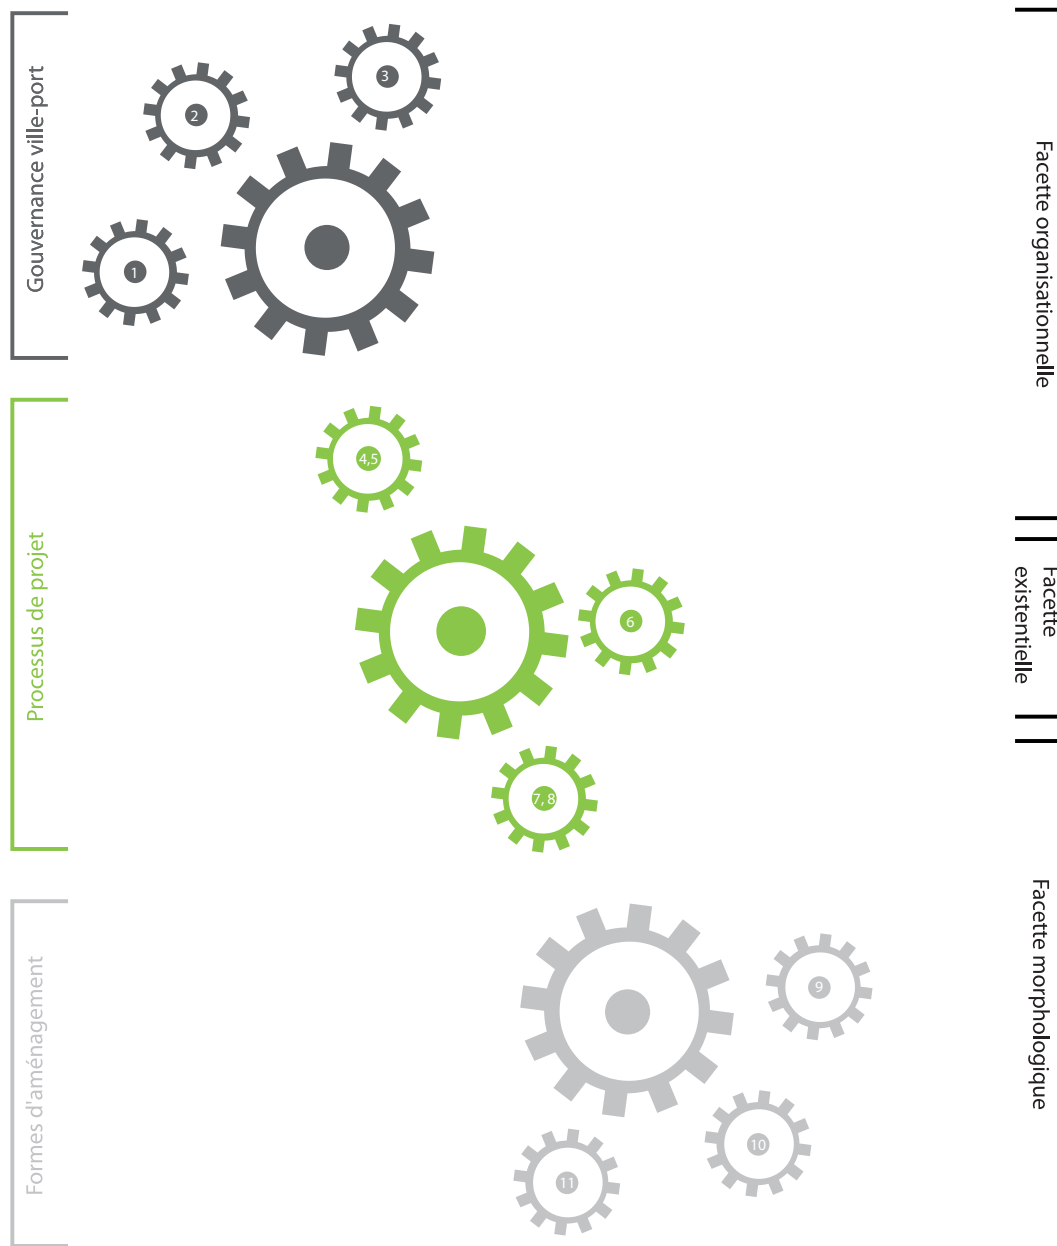 Gouvernance ville-port
1
2
3
Facette organisationnelle
Processus de projet
4,5
6
7, 8
Facette
existentielle
Formes d'aménagement
9
10
11
Facette morphologique